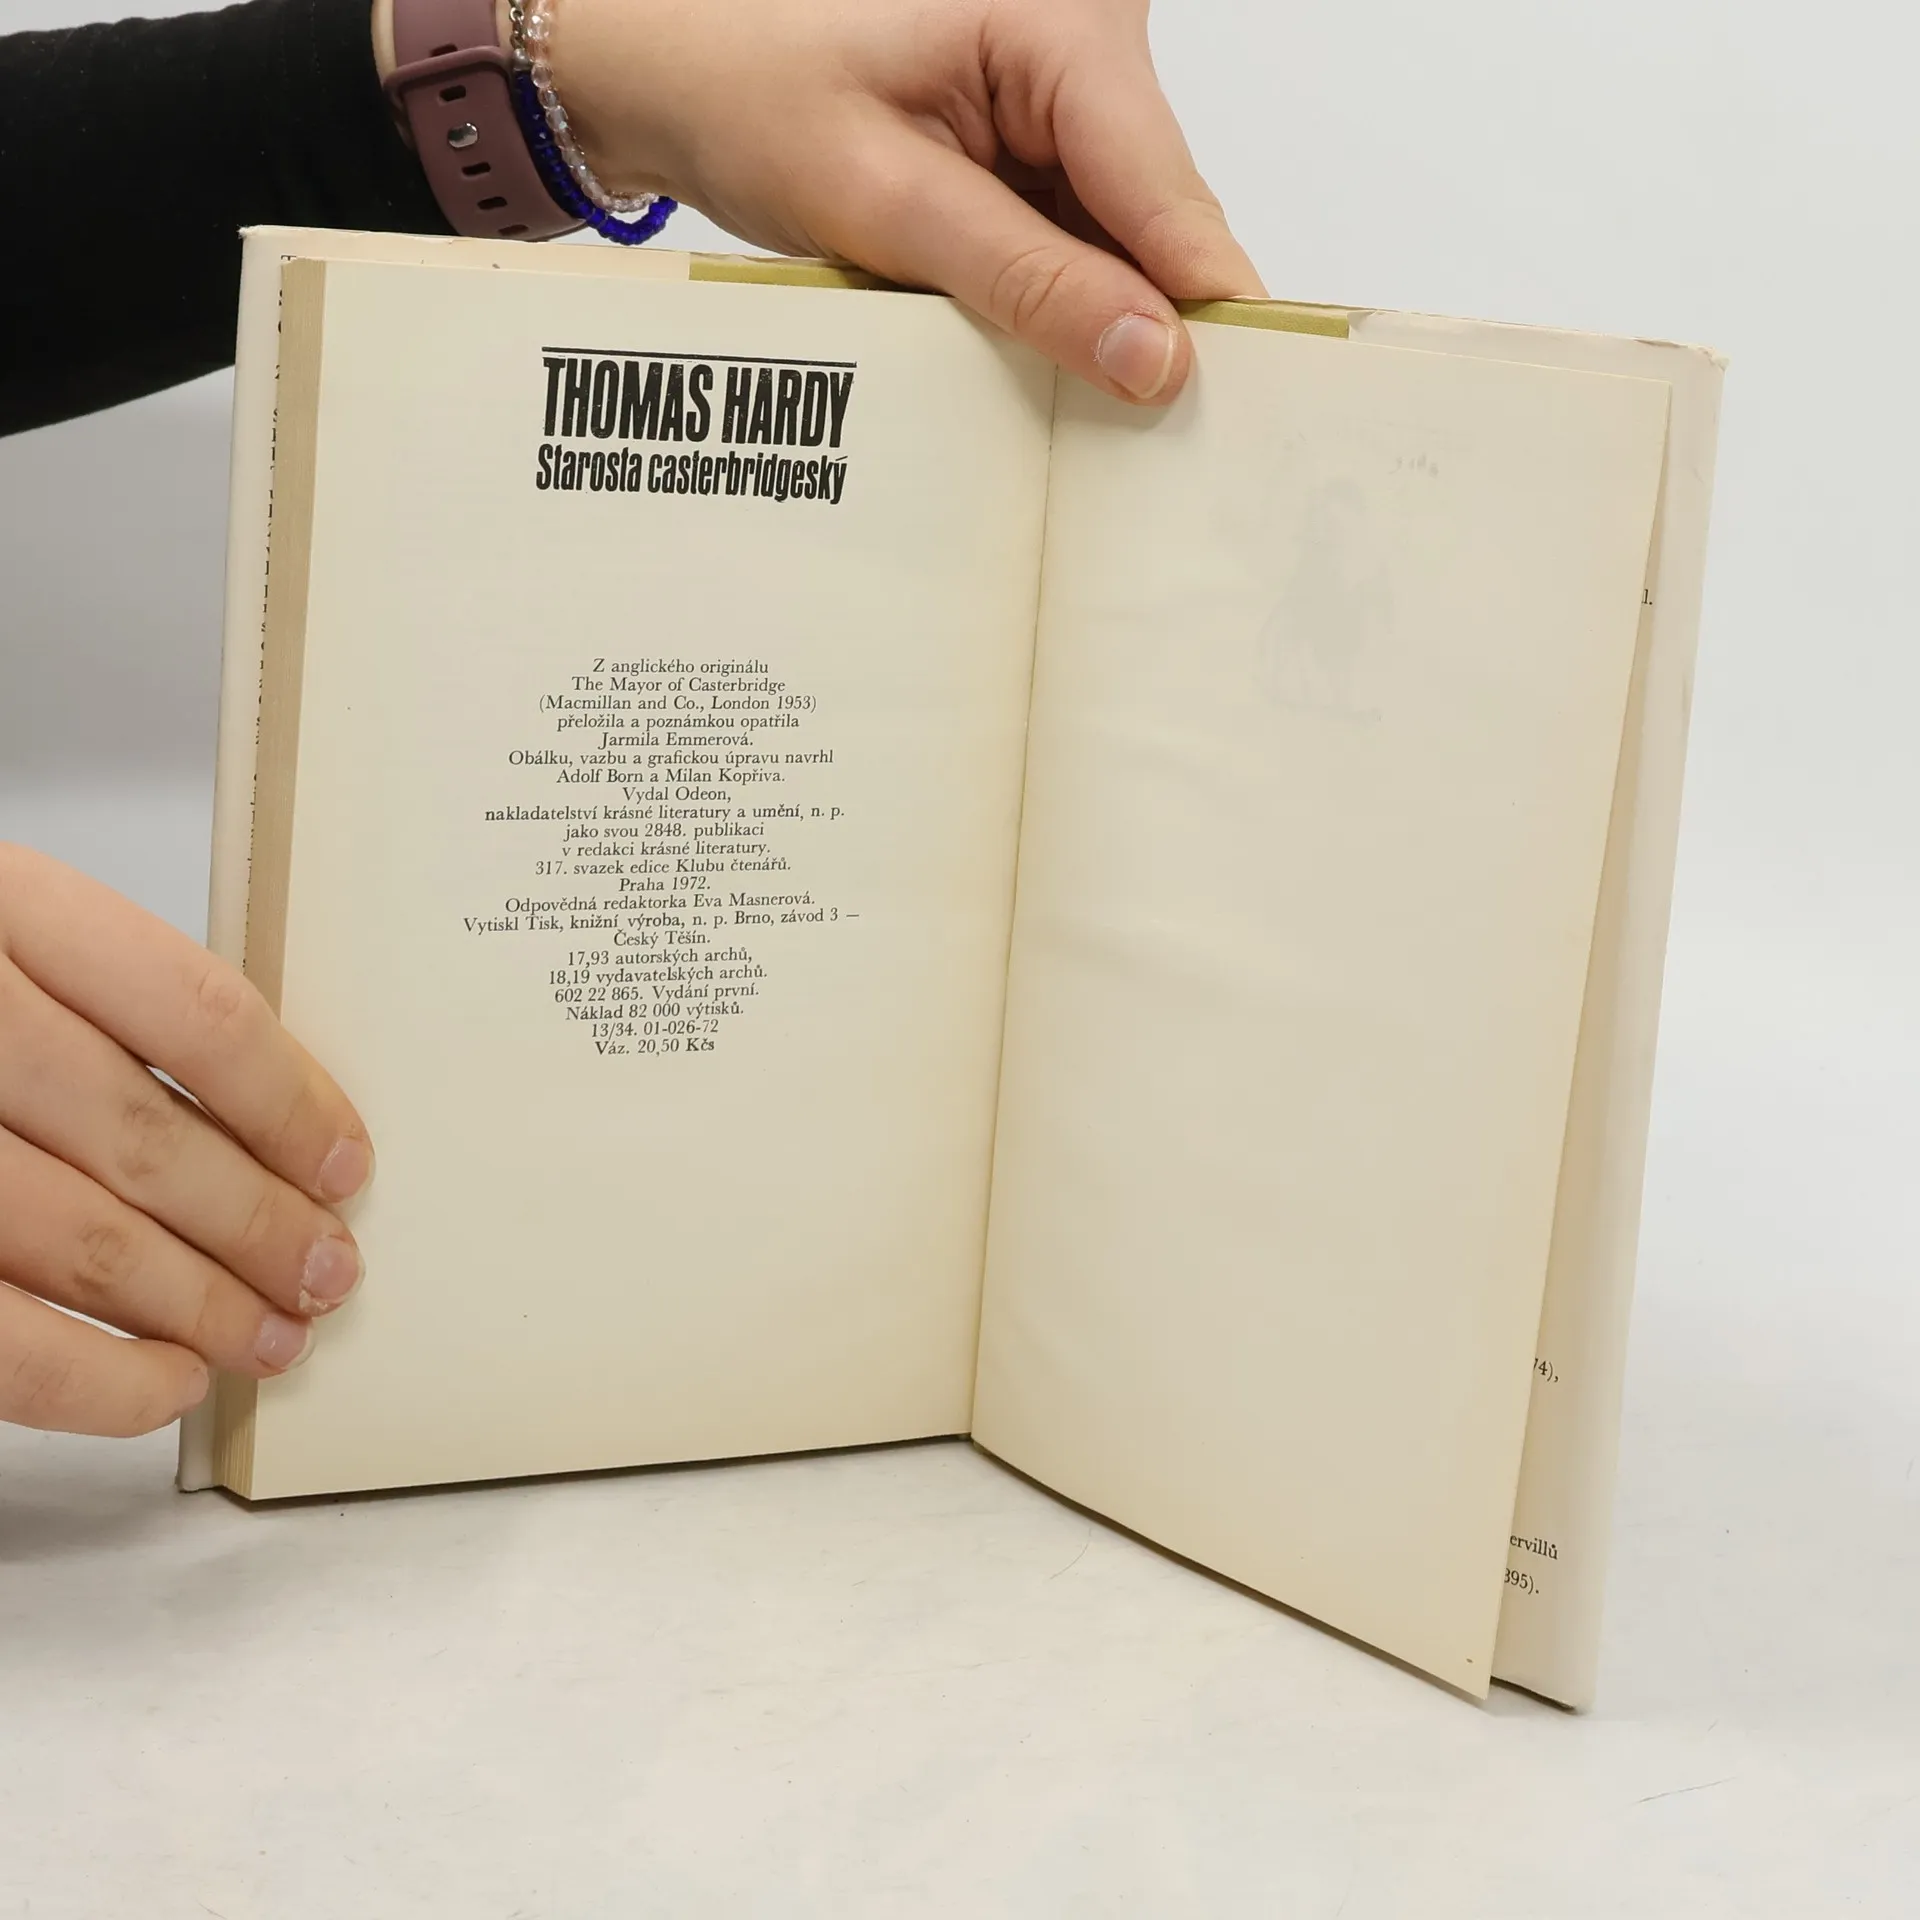 THOMAS HARDY
Starosta casterbridgeský
Z anglického originálu
The Mayor of Casterbridge
(Macmillan and Co., London 1953)
přeložila a poznámkou opatřila
Jarmila Emmerová.
Obálku, vazbu a grafickou úpravu navrhl
Adolf Born a Milan Kopřiva.
Vydal Odeon,
nakladatelství krásné literatury a umění, n. p.
jako svou 2848. publikaci
v redakci krásné literatury.
317. svazek edice Klubu čtenářů.
Praha 1972.
Odpovědná redaktorka Eva Masnerová.
Vytiskl Tisk, knižní výroba, n. p. Brno, závod 3 —
Český Těšín.
17,93 autorských archů,
18,19 vydavatelských archů.
602 22 865. Vydání první.
Náklad 82 000 výtisků.
13/34. 01-026-72
Váz. 20,50 Kčs
74),
ervillů
895).